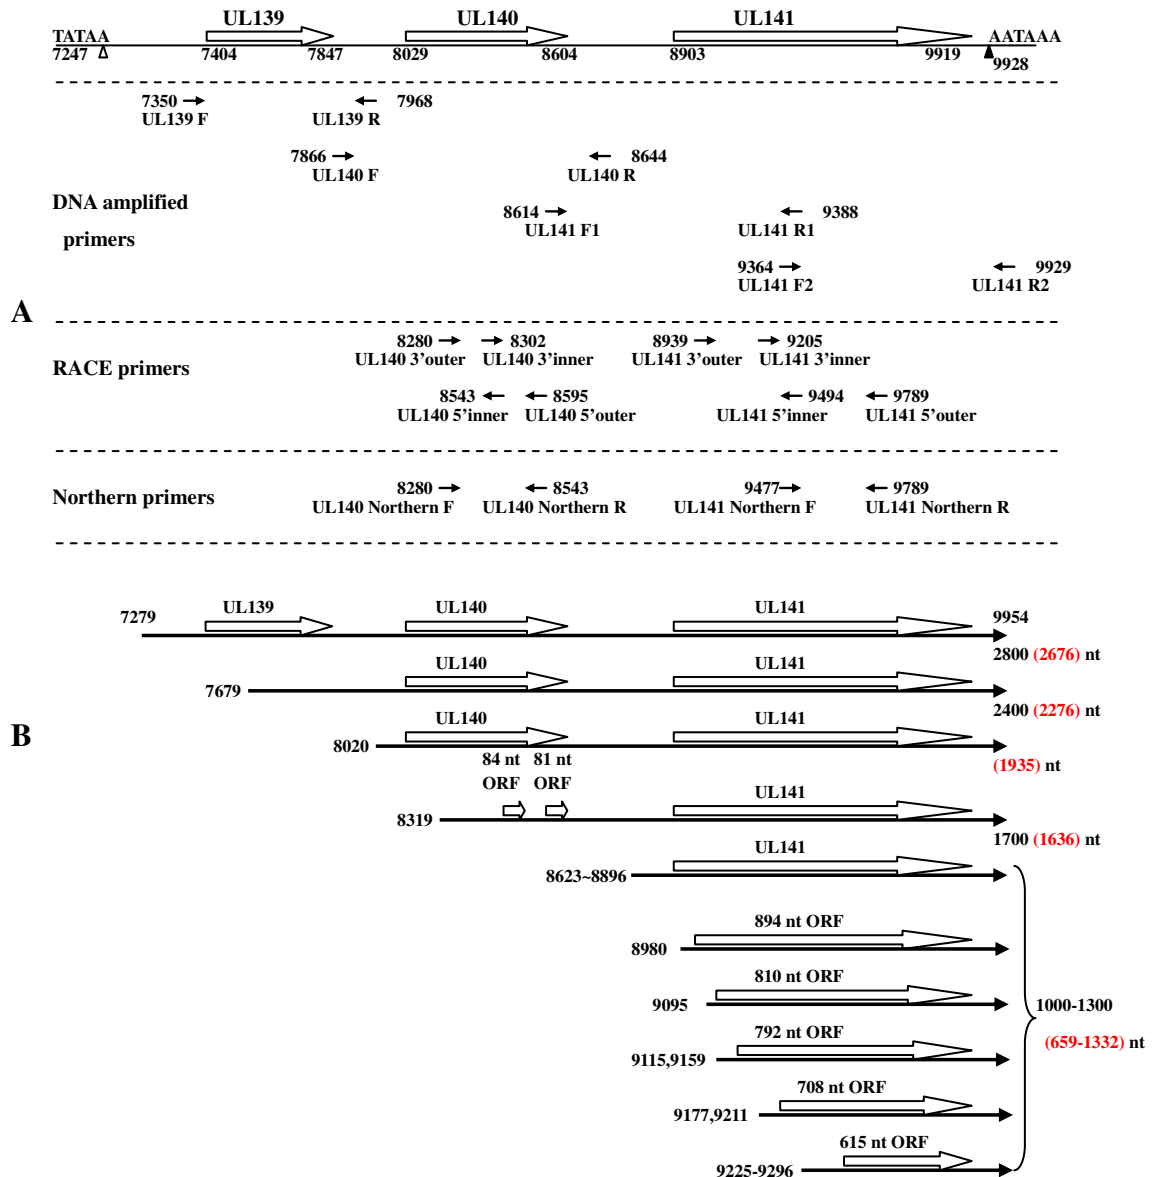 UL139 UL140 UL141
TATAA AATAAA
7247 7404 7847 8029 8604 8903 9919 9928
7350 7968
UL139 F UL139 R
7866 8644
UL140 F UL140 R
DNA amplified
primers
8614 9388
UL141 F1 UL141 R1
9364 9929
UL141 F2 UL141 R2
A
RACE primers
8280 8302 8939 9205
UL140 3’outer UL140 3’inner UL141 3’outer UL141 3’inner
8543 8595 9494 9789
UL140 5’inner UL140 5’outer UL141 5’inner UL141 5’outer
Northern primers
8280 8543 9477 9789
UL140 Northern F UL140 Northern R UL141 Northern F UL141 Northern R
B
7279 UL139 UL140 UL141 9954
2800 (2676) nt
UL140 UL141
7679
2400 (2276) nt
UL140 UL141
8020
(1935) nt
84 nt 81 nt
ORF ORF
UL141
8319
1700 (1636) nt
UL141
8623~8896
894 nt ORF
8980
810 nt ORF
9095
1000-1300
(659-1332) nt
792 nt ORF
9115,9159
708 nt ORF
9177,9211
615 nt ORF
9225-9296